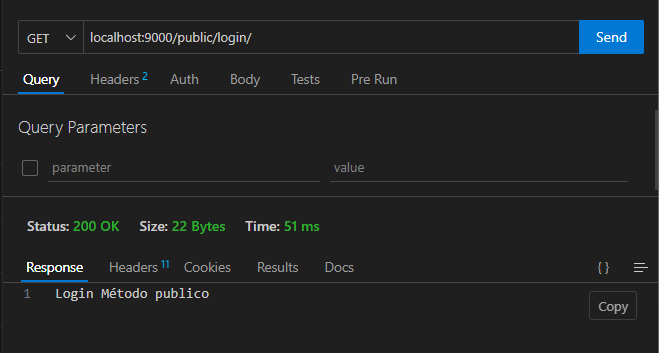 GET localhost:9000/public/login/ Send
Query Headers 2 Auth Body Tests Pre Run
Query Parameters
parameter value
Status: 200 OK Size: 22 Bytes Time: 51 ms
Response Headers 11 Cookies Results Docs { }
1 Login Método publico
Copy